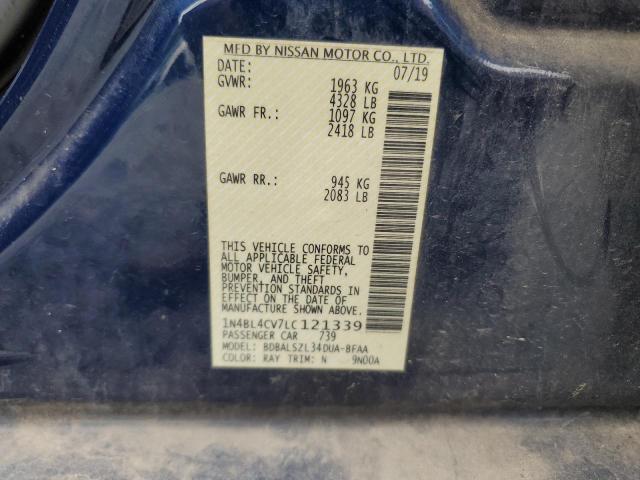 MFD BY NISSAN MOTOR CO., LTD.
DATE: 07/19
GVWR: 1963 KG
4328 LB
GAWR FR.: 1097 KG
2418 LB
GAWR RR.: 945 KG
2083 LB
THIS VEHICLE CONFORMS TO
ALL APPLICABLE FEDERAL
MOTOR VEHICLE SAFETY,
BUMPER, AND THEFT
PREVENTION STANDARDS IN
EFFECT ON THE DATE OF
MANUFACTURE SHOWN ABOVE.
1N4BL4CV7LC121339
PASSENGER CAR 739
MODEL: BDBALSZL34DUA-8FAA
COLOR: RAY TRIM: N 9N00A